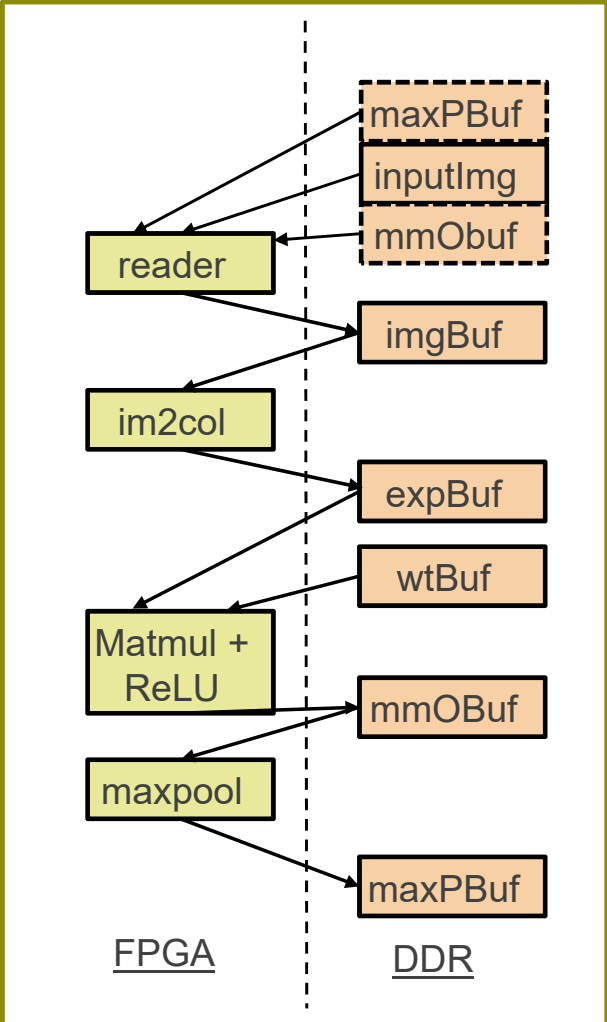 maxPBuf
inputImg
mmObuf
reader
imgBuf
im2col
expBuf
wtBuf
Matmul +
ReLU
mmOBuf
maxpool
maxPBuf
FPGA
DDR